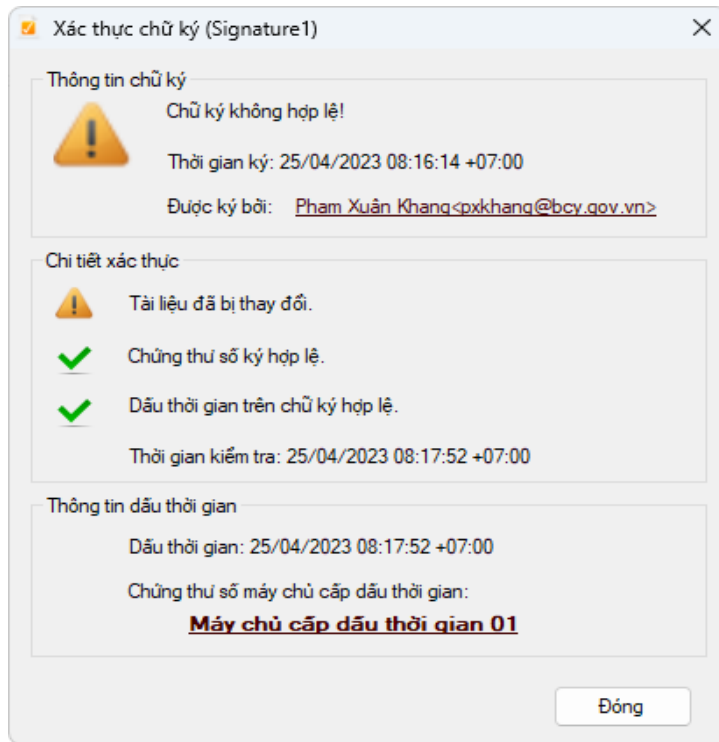 Xác thực chữ ký (Signature1)
Thông tin chữ ký
Chữ ký không hợp lệ!
Thời gian ký: 25/04/2023 08:16:14 +07:00
Được ký bởi: Phạm Xuân Khang<pxkhang@bcy.gov.vn>
Chi tiết xác thực
Tài liệu đã bị thay đổi.
Chứng thư số ký hợp lệ.
Dấu thời gian trên chữ ký hợp lệ.
Thời gian kiểm tra: 25/04/2023 08:17:52 +07:00
Thông tin dấu thời gian
Dấu thời gian: 25/04/2023 08:17:52 +07:00
Chứng thư số máy chủ cấp dấu thời gian:
Máy chủ cấp dấu thời gian 01
Đóng